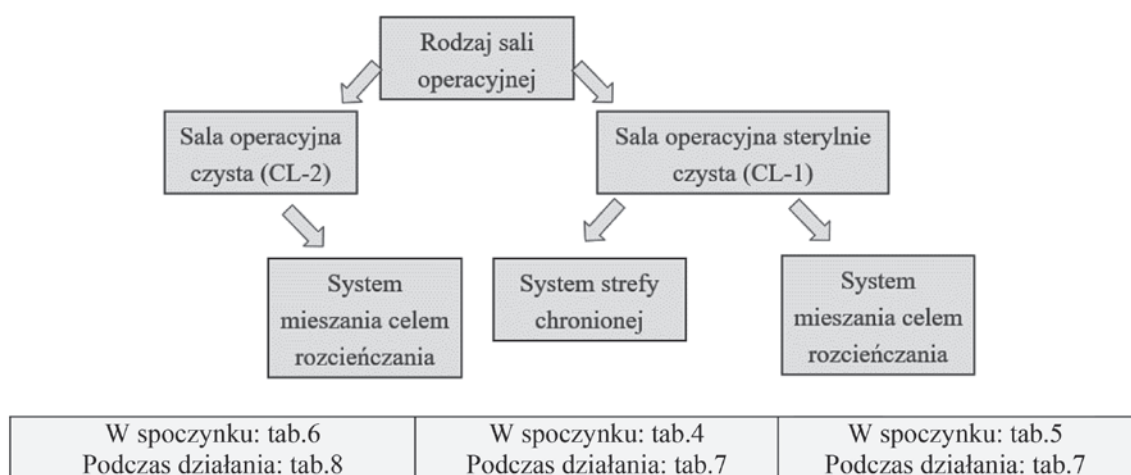 Rodzaj sali
operacyjnej
Sala operacyjna
czysta (CL-2)
Sala operacyjna sterylnie
czysta (CL-1)
System
mieszania celem
rozcieńczania
System strefy
chronionej
System
mieszania celem
rozcieńczania
W spoczynku: tab.6
Podczas działania: tab.8
W spoczynku: tab.4
Podczas działania: tab.7
W spoczynku: tab.5
Podczas działania: tab.7